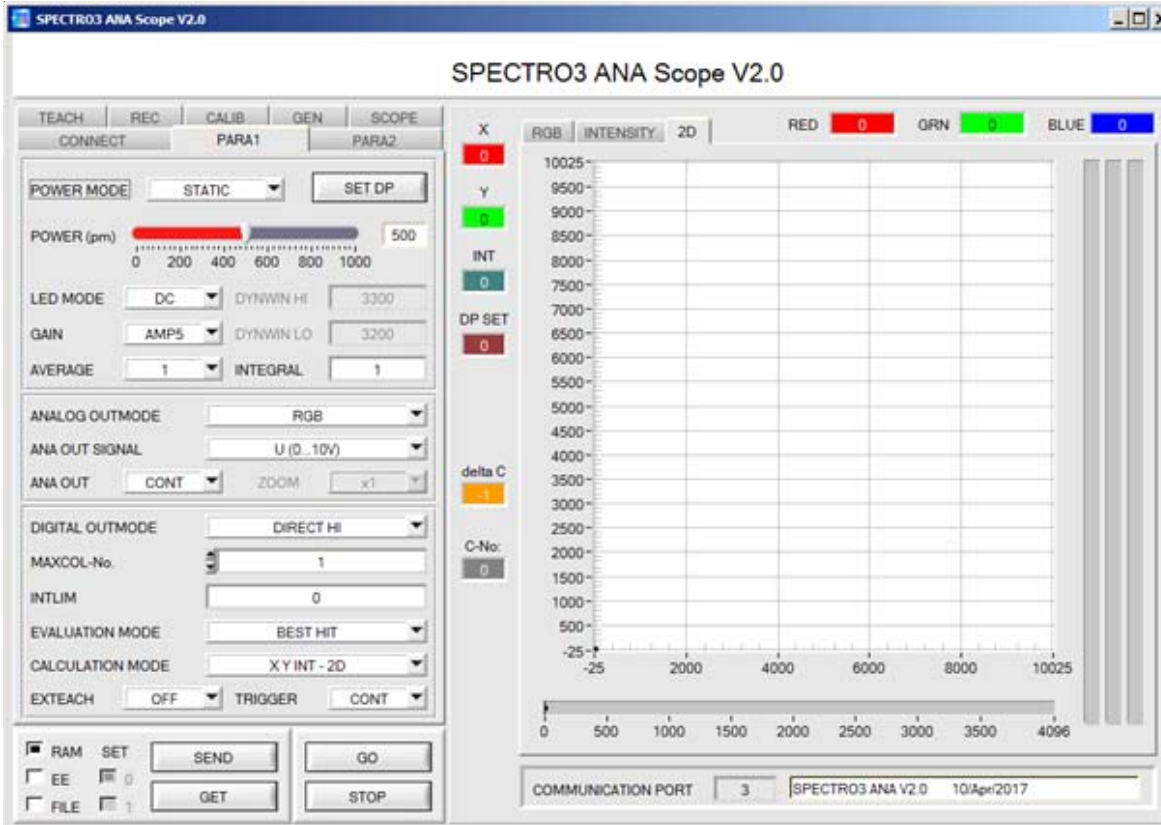 SPECTRO3 ANA Scope V2.0
SPECTRO3 ANA Scope V2.0
TEACH REC CALIB GEN SCOPE
CONNECT PARA1 PARA2
POWER MODE STATIC SET DP
POWER (pm) 500
0 200 400 600 800 1000
LED MODE DC DYNWIN HI 3300
GAIN AMP5 DYNWIN LO 3200
AVERAGE 1 INTEGRAL 1
ANALOG OUTMODE RGB
ANA OUT SIGNAL U (0...10V)
ANA OUT CONT ZOOM x1
DIGITAL OUTMODE DIRECT HI
MAXCOL-No. 1
INTLIM 0
EVALUATION MODE BEST HIT
CALCULATION MODE X Y INT - 2D
EXTEACH OFF TRIGGER CONT
RAM SET SEND GO
EE 0
FILE 1 GET STOP
X
0
Y
0
INT
0
DP SET
0
delta C
-1
C-No:
0
RGB INTENSITY 2D RED 0 GRN 0 BLUE 0
10025
9500
9000
8500
8000
7500
7000
6500
6000
5500
5000
4500
4000
3500
3000
2500
2000
1500
1000
500
-25
-25 2000 4000 6000 8000 10025
0 500 1000 1500 2000 2500 3000 3500 4096
COMMUNICATION PORT 3 SPECTRO3 ANA V2.0 10/Apr/2017